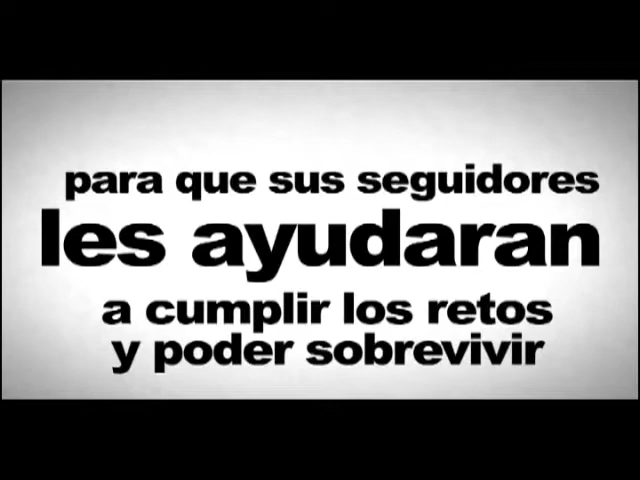 para que sus seguidores
les ayudaran
a cumplir los retos
y poder sobrevivir